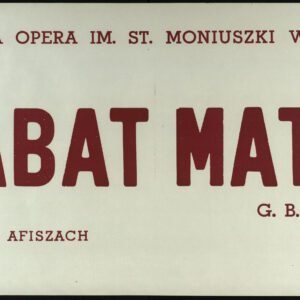 A OPERA IM. ST. MONIUSZKI W
ABAT MAT
G. B.
AFISZACH